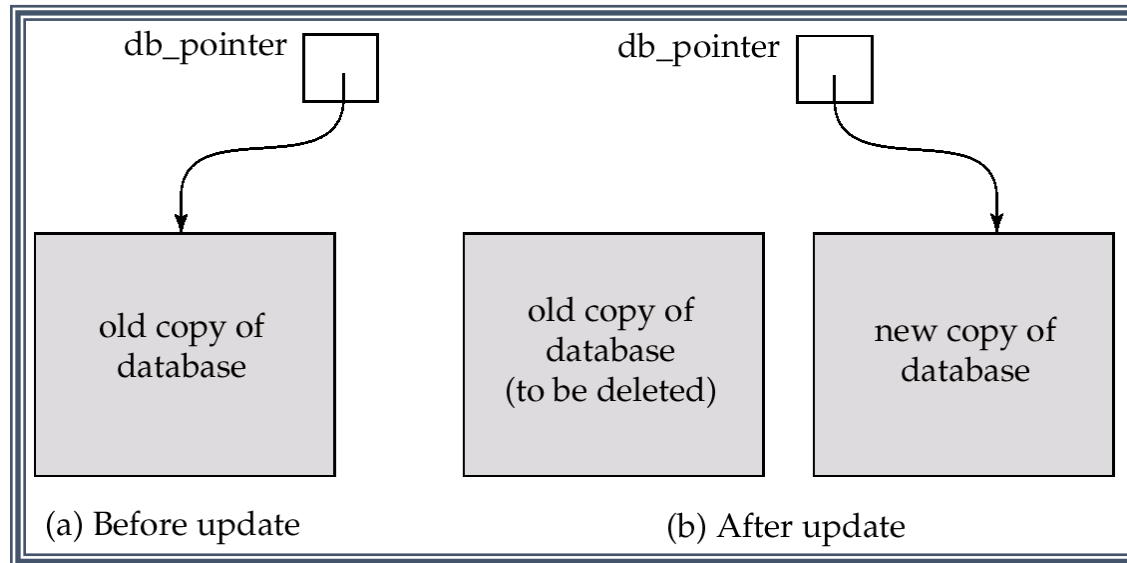 db_pointer
old copy of
database
(a) Before update
db_pointer
old copy of
database
(to be deleted)
new copy of
database
(b) After update